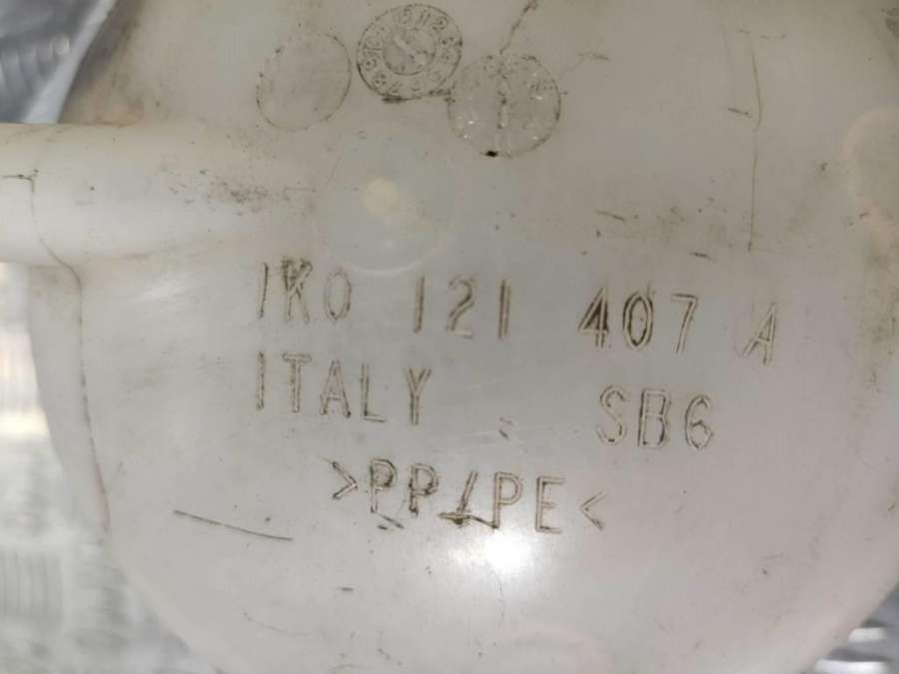 1K0 121 407 A
ITALY . SB6
>PP/PE<